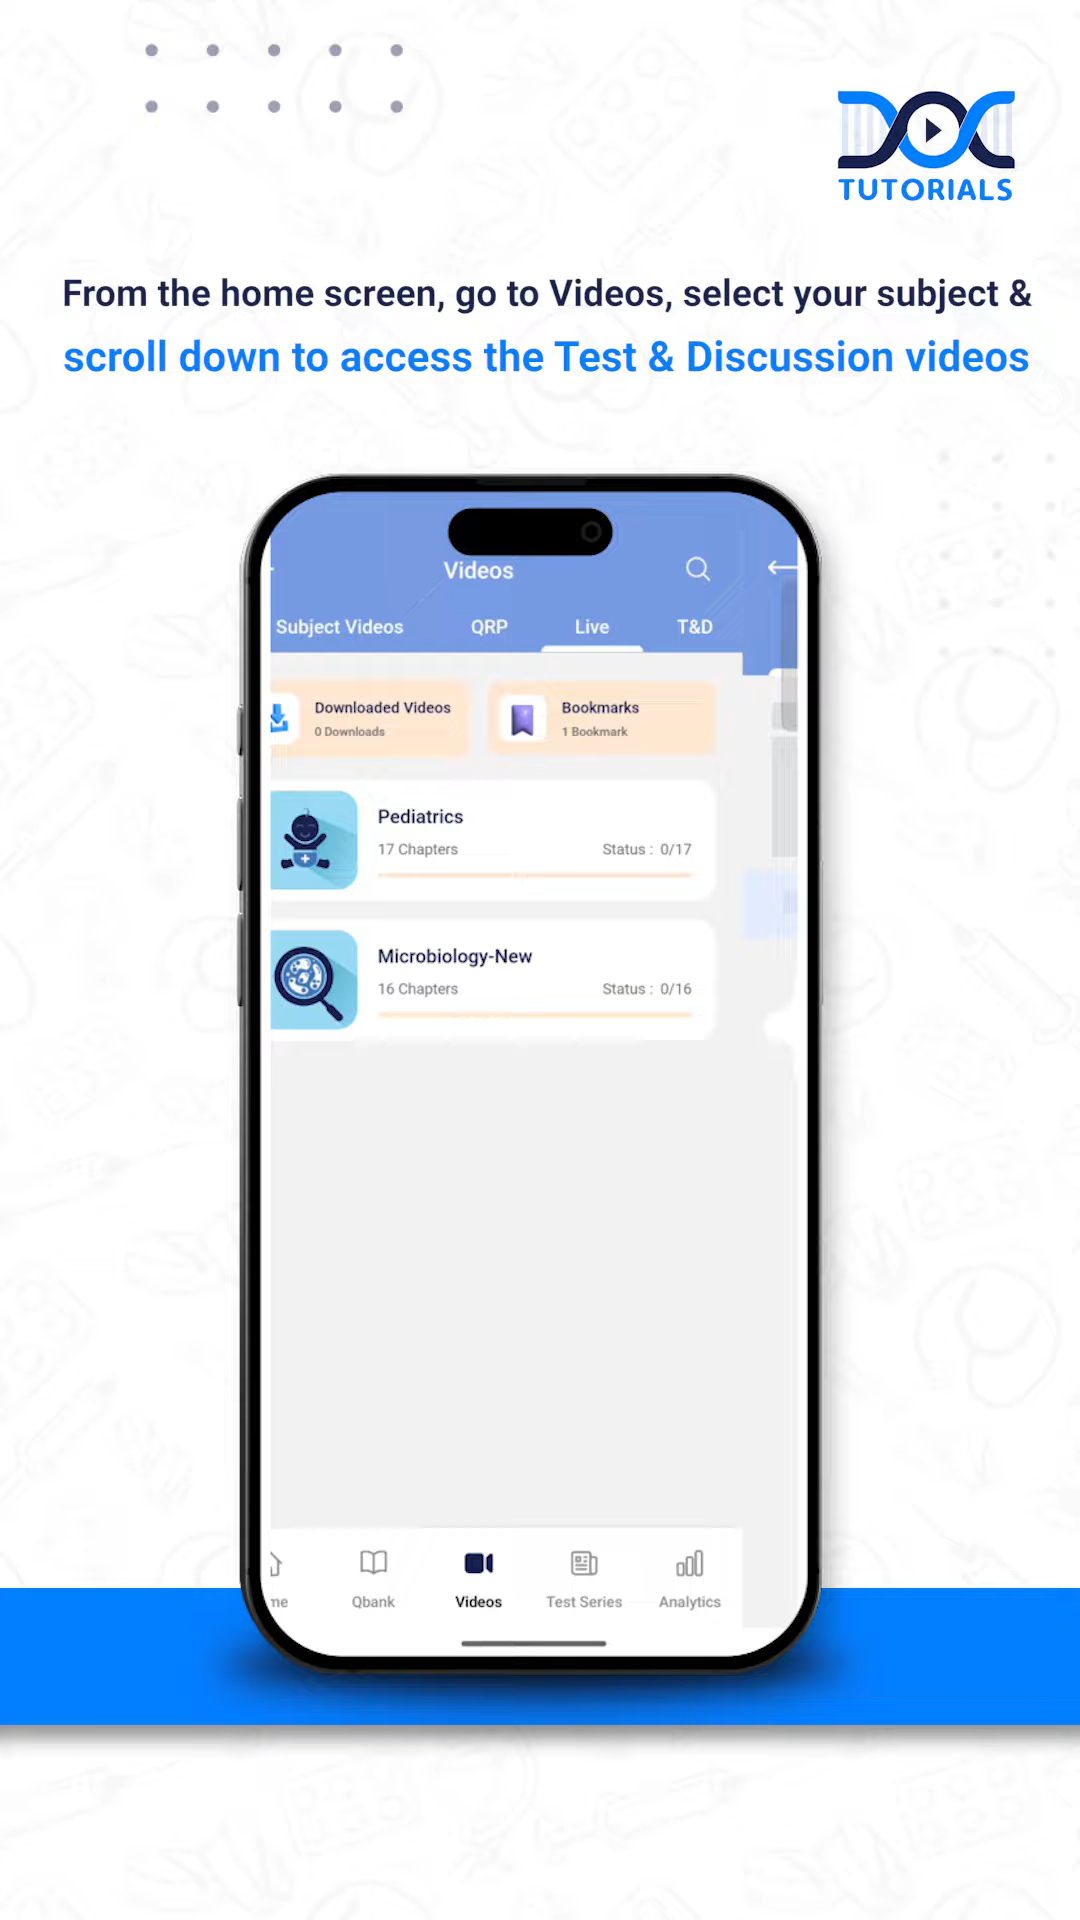 DOC
TUTORIALS
From the home screen, go to Videos, select your subject &
scroll down to access the Test & Discussion videos
Videos
Subject Videos QRP Live T&D
Downloaded Videos
0 Downloads
Bookmarks
1 Bookmark
Pediatrics
17 Chapters Status : 0/17
Microbiology-New
16 Chapters Status : 0/16
me Qbank Videos Test Series Analytics